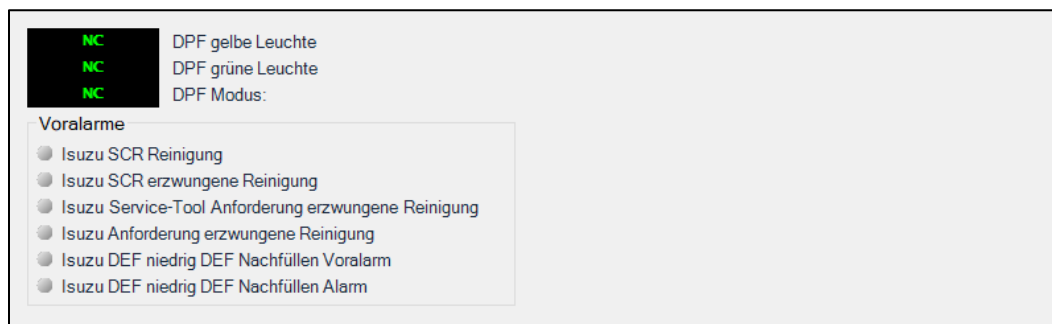 NC DPF gelbe Leuchte
NC DPF grüne Leuchte
NC DPF Modus:
Voralarme
Isuzu SCR Reinigung
Isuzu SCR erzwungene Reinigung
Isuzu Service-Tool Anforderung erzwungene Reinigung
Isuzu Anforderung erzwungene Reinigung
Isuzu DEF niedrig DEF Nachfüllen Voralarm
Isuzu DEF niedrig DEF Nachfüllen Alarm